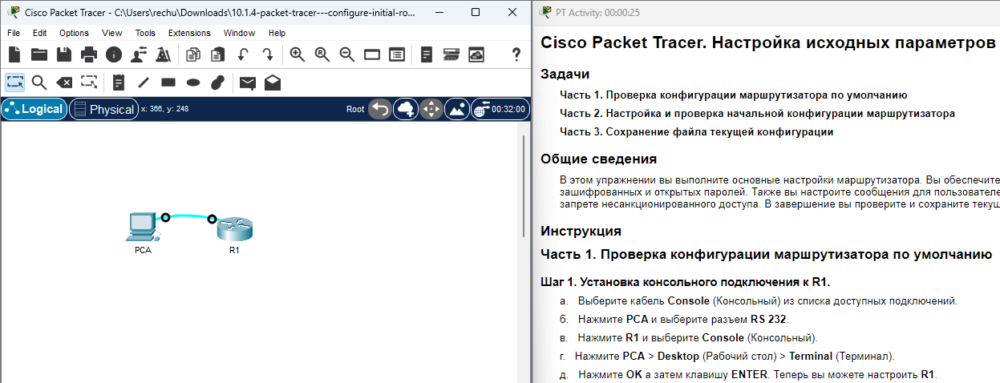 Cisco Packet Tracer - C:\Users\rechu\Downloads\10.1.4-packet-tracer---configure-initial-ro...
File Edit Options View Tools Extensions Window Help
Logical Physical x: 366, y: 248 Root 00:32:00
PCA R1
PT Activity: 00:00:25
Cisco Packet Tracer. Настройка исходных параметров
Задачи
Часть 1. Проверка конфигурации маршрутизатора по умолчанию
Часть 2. Настройка и проверка начальной конфигурации маршрутизатора
Часть 3. Сохранение файла текущей конфигурации
Общие сведения
В этом упражнении вы выполните основные настройки маршрутизатора. Вы обеспечите
зашифрованных и открытых паролей. Также вы настроите сообщения для пользователе
запрете несанкционированного доступа. В завершение вы проверите и сохраните текущ
Инструкция
Часть 1. Проверка конфигурации маршрутизатора по умолчанию
Шаг 1. Установка консольного подключения к R1.
а. Выберите кабель Console (Консольный) из списка доступных подключений.
б. Нажмите PCA и выберите разъем RS 232.
в. Нажмите R1 и выберите Console (Консольный).
г. Нажмите PCA > Desktop (Рабочий стол) > Terminal (Терминал).
д. Нажмите OK а затем клавишу ENTER. Теперь вы можете настроить R1.